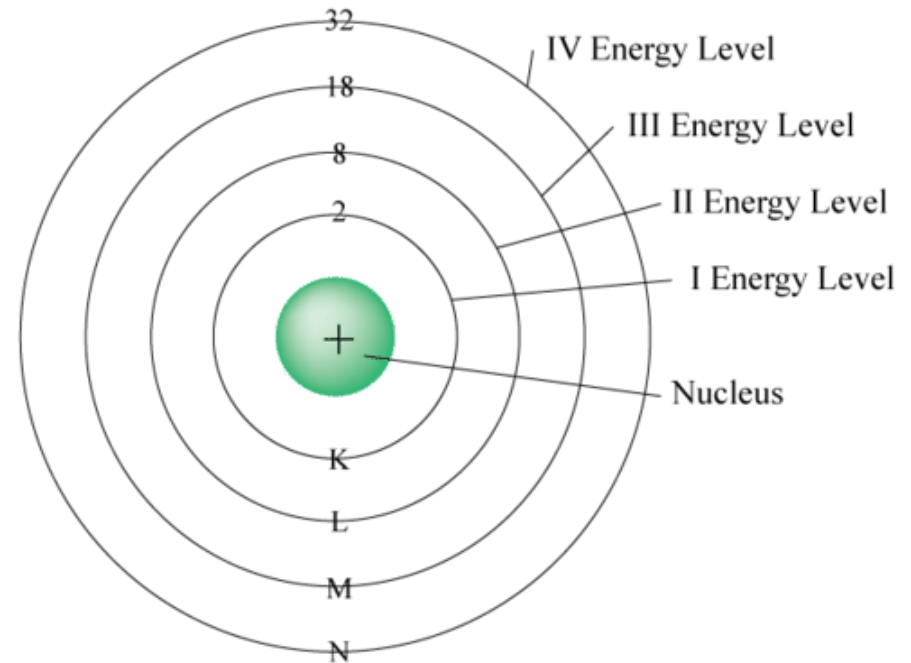 32
IV Energy Level
18
III Energy Level
8
II Energy Level
2
I Energy Level
+
Nucleus
K
L
M
N